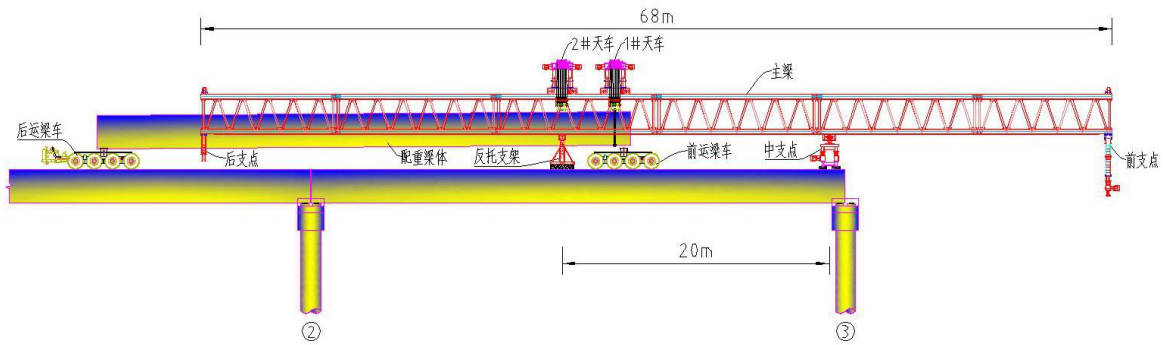 68m
2#天车
1#天车
主梁
后运梁车
后支点
配重梁体
反托支架
前运梁车
中支点
前支点
20m
②
③